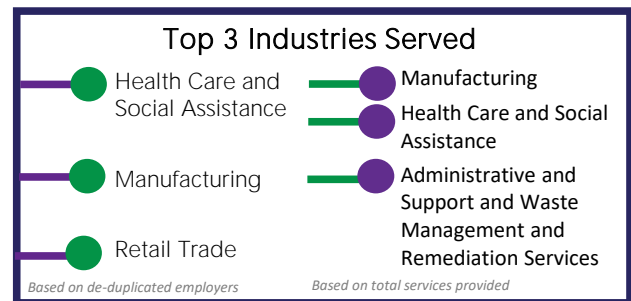 Top 3 Industries Served
Health Care and
Social Assistance
Manufacturing
Retail Trade
Based on de-duplicated employers
Manufacturing
Health Care and Social
Assistance
Administrative and
Support and Waste
Management and
Remediation Services
Based on total services provided